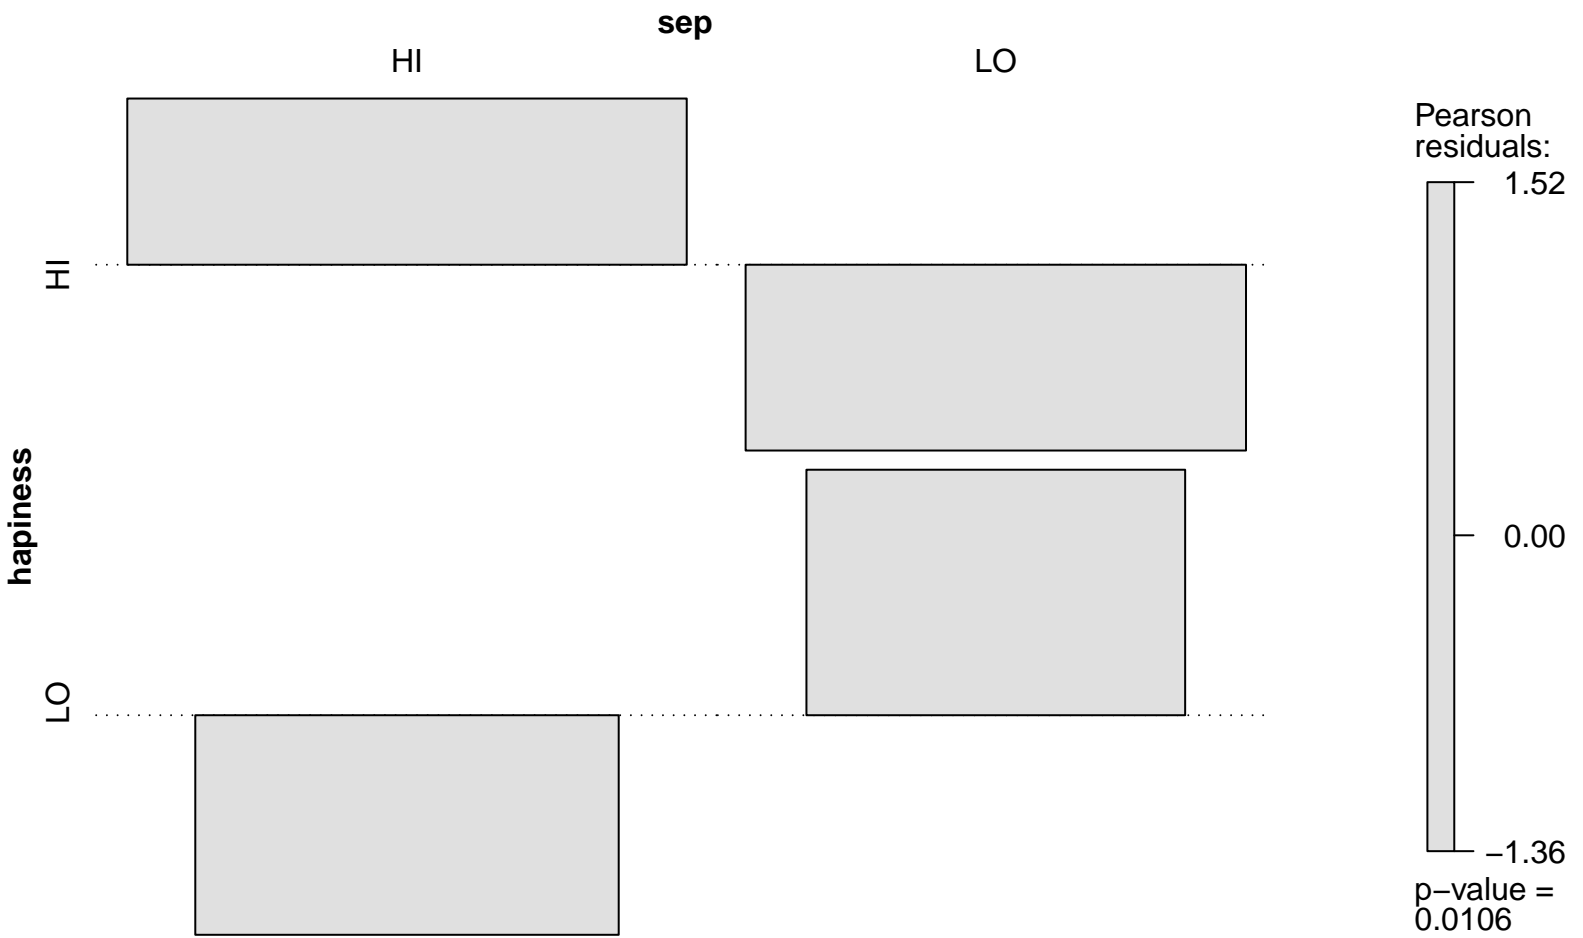 sep
HI
LO
HI
LO
hapiness
Pearson
residuals:
1.52
0.00
−1.36
p−value =
0.0106